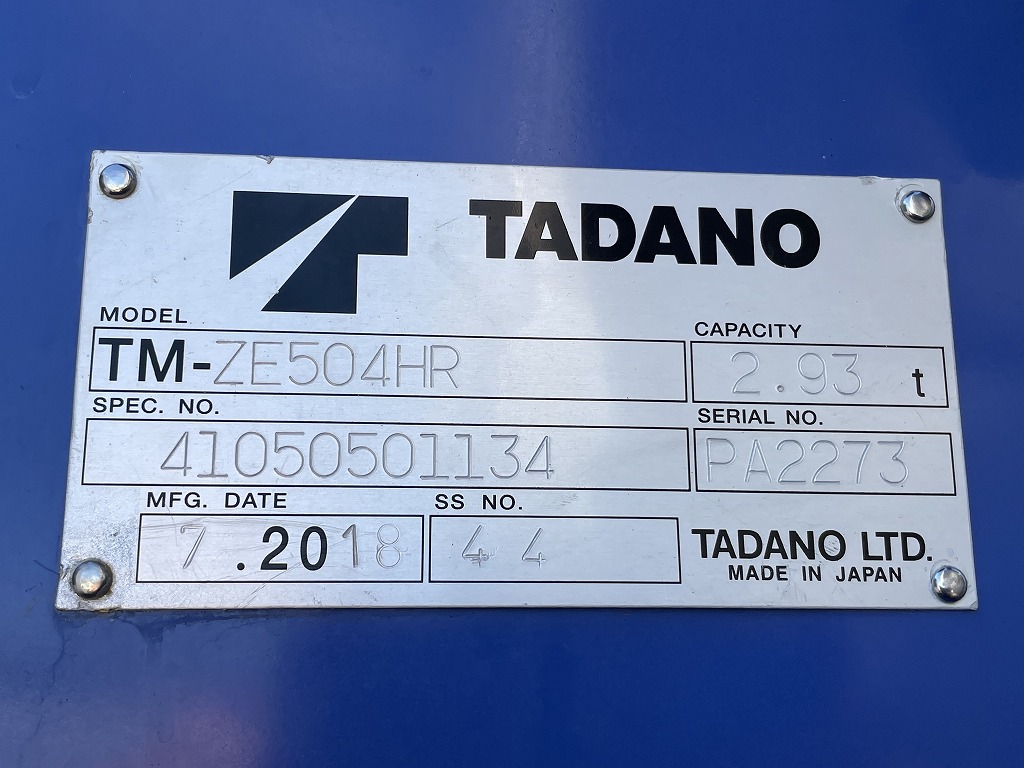 TADANO
MODEL
TM-ZE504HR
CAPACITY
2.93 t
SPEC. NO.
41050501134
SERIAL NO.
PA2273
MFG. DATE
7.2018
SS NO.
44
TADANO LTD.
MADE IN JAPAN